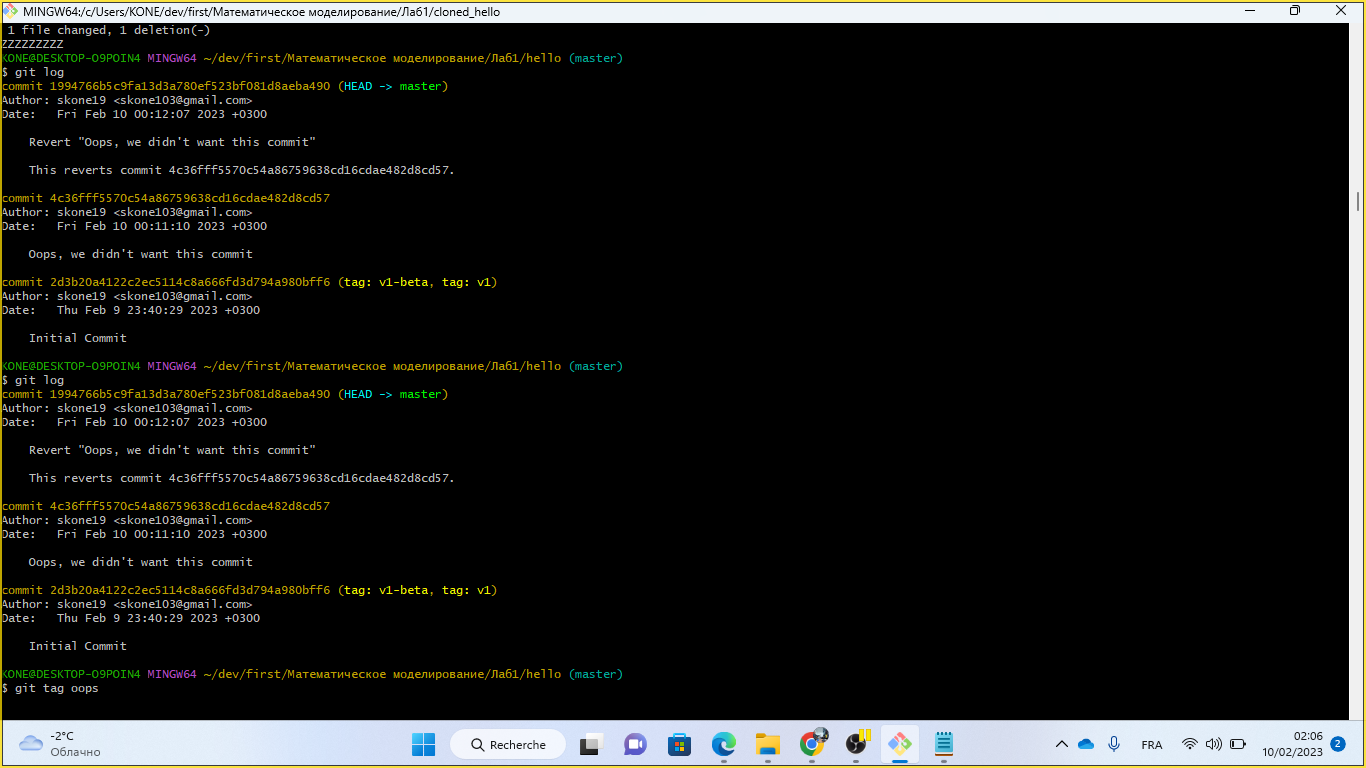 MINGW64:/c/Users/KONE/dev/first/Математическое моделирование/Лаб1/cloned_hello
1 file changed, 1 deletion(-)
ZZZZZZZZZ
KONE@DESKTOP-O9POIN4 MINGW64 ~/dev/first/Математическое моделирование/Лаб1/hello (master)
$ git log
commit 1994766b5c9fa13d3a780ef523bf081d8aeba490 (HEAD -> master)
Author: skone19 <skone103@gmail.com>
Date:   Fri Feb 10 00:12:07 2023 +0300
Revert "Oops, we didn't want this commit"
This reverts commit 4c36fff5570c54a86759638cd16cdae482d8cd57.
commit 4c36fff5570c54a86759638cd16cdae482d8cd57
Author: skone19 <skone103@gmail.com>
Date:   Fri Feb 10 00:11:10 2023 +0300
Oops, we didn't want this commit
commit 2d3b20a4122c2ec5114c8a666fd3d794a980bff6 (tag: v1-beta, tag: v1)
Author: skone19 <skone103@gmail.com>
Date:   Thu Feb 9 23:40:29 2023 +0300
Initial Commit
KONE@DESKTOP-O9POIN4 MINGW64 ~/dev/first/Математическое моделирование/Лаб1/hello (master)
$ git log
commit 1994766b5c9fa13d3a780ef523bf081d8aeba490 (HEAD -> master)
Author: skone19 <skone103@gmail.com>
Date:   Fri Feb 10 00:12:07 2023 +0300
Revert "Oops, we didn't want this commit"
This reverts commit 4c36fff5570c54a86759638cd16cdae482d8cd57.
commit 4c36fff5570c54a86759638cd16cdae482d8cd57
Author: skone19 <skone103@gmail.com>
Date:   Fri Feb 10 00:11:10 2023 +0300
Oops, we didn't want this commit
commit 2d3b20a4122c2ec5114c8a666fd3d794a980bff6 (tag: v1-beta, tag: v1)
Author: skone19 <skone103@gmail.com>
Date:   Thu Feb 9 23:40:29 2023 +0300
Initial Commit
KONE@DESKTOP-O9POIN4 MINGW64 ~/dev/first/Математическое моделирование/Лаб1/hello (master)
$ git tag oops
-2°C
Облачно
Recherche
FRA
02:06
10/02/2023
2